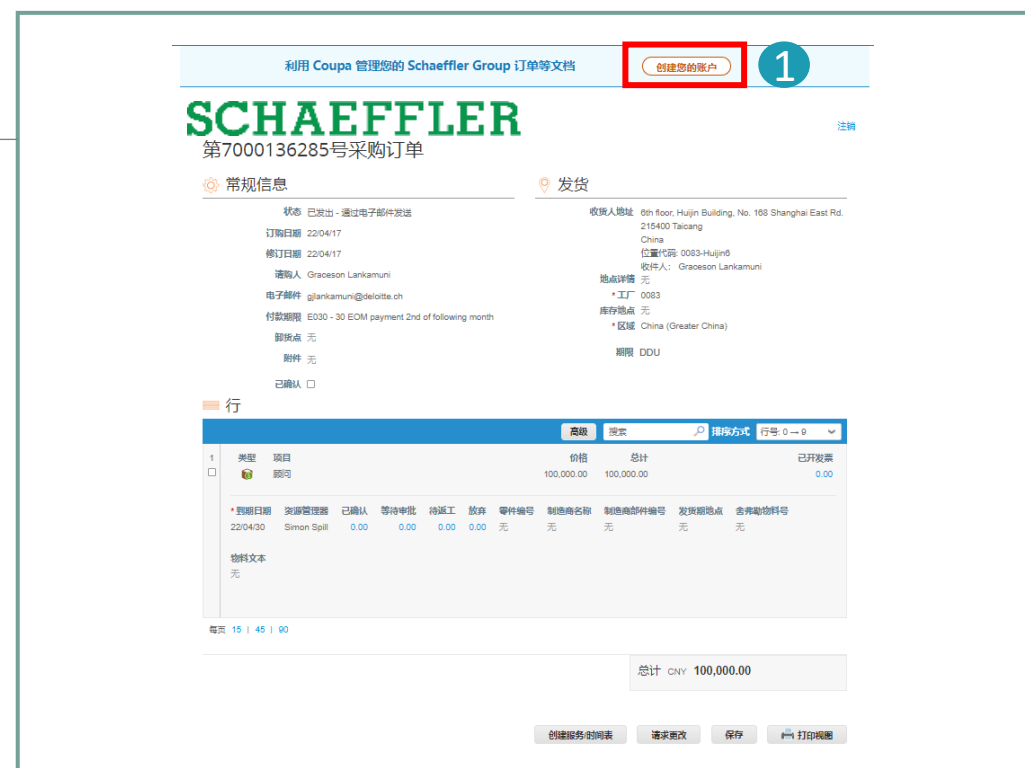 利用 Coupa 管理您的 Schaeffler Group 订单等文档 创建您的账户 1
SCHAEFFLER
注销
第7000136285号采购订单
常规信息
状态 已发出 - 通过电子邮件发送
订购日期 22/04/17
修订日期 22/04/17
请购人 Graceson Lankamuni
电子邮件 gjlankamuni@deloitte.ch
付款期限 E030 - 30 EOM payment 2nd of following month
卸货点 无
附件 无
已确认
发货
收货人地址 6th floor, Huijin Building, No. 168 Shanghai East Rd.
215400 Taicang
China
位置代码: 0083-Huijin6
收件人： Graceson Lankamuni
地点详情 无
* 工厂 0083
库存地点 无
* 区域 China (Greater China)
期限 DDU
行
高级 搜索 排序方式 行号: 0 → 9
1 类型 项目 价格 总计 已开发票
顾问 100,000.00 100,000.00 0.00
* 到期日期 资源管理器 已确认 等待审批 待返工 放弃 零件编号 制造商名称 制造商部件编号 发货期地点 舍弗勒物料号
22/04/30 Simon Spill 0.00 0.00 0.00 0.00 无 无 无 无 无
物料文本
无
每页 15 | 45 | 90
总计 CNY 100,000.00
创建服务/时间表 请求更改 保存 打印视图